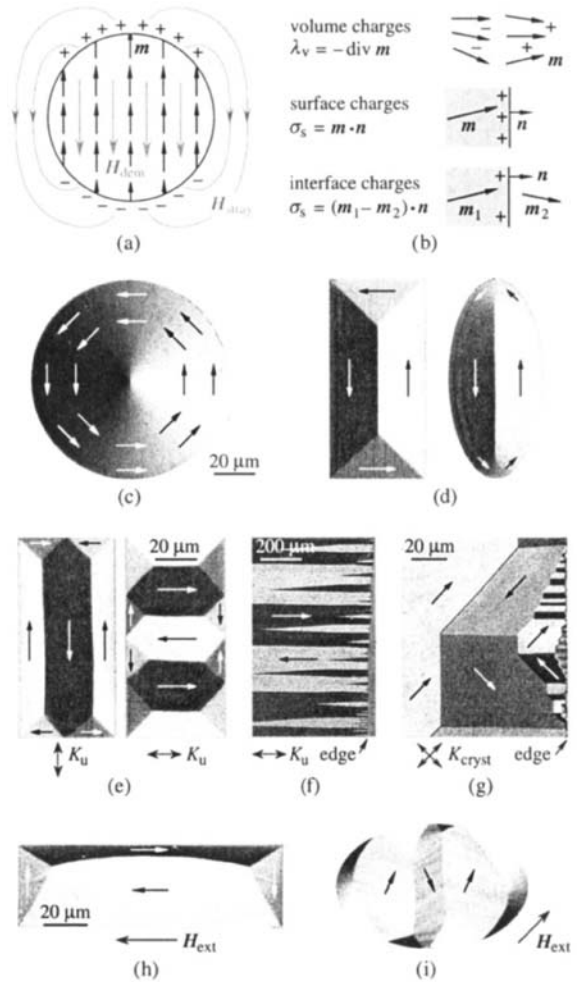 + + + + + + +
m
H_dem
− − − − − − −
H_stray
(a)
volume charges
λ_v = −div m
− + − + m
surface charges
σ_s = m·n
+ + + m n
interface charges
σ_s = (m_1 − m_2)·n
+ + n m_1 m_2
(b)
20 μm
(c)
(d)
20 μm
200 μm
20 μm
K_u
K_u
K_u edge
K_cryst edge
(e)
(f)
(g)
20 μm
H_ext
H_ext
(h)
(i)